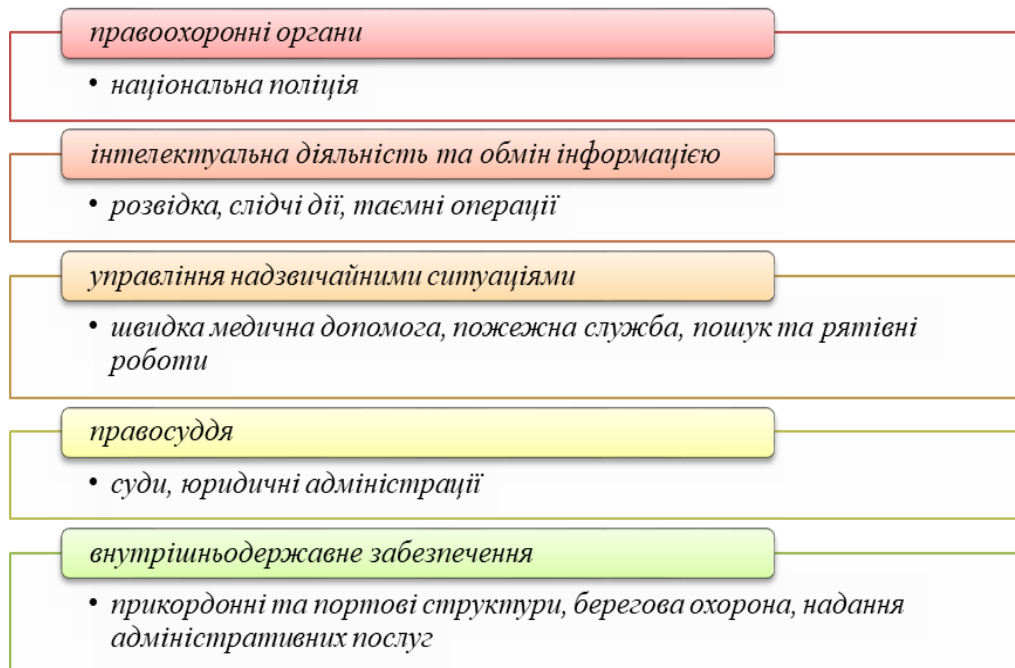 правоохоронні органи
• національна поліція
інтелектуальна діяльність та обмін інформацією
• розвідка, слідчі дії, таємні операції
управління надзвичайними ситуаціями
• швидка медична допомога, пожежна служба, пошук та рятівні
роботи
правосуддя
• суди, юридичні адміністрації
внутрішньодержавне забезпечення
• прикордонні та портові структури, берегова охорона, надання
адміністративних послуг